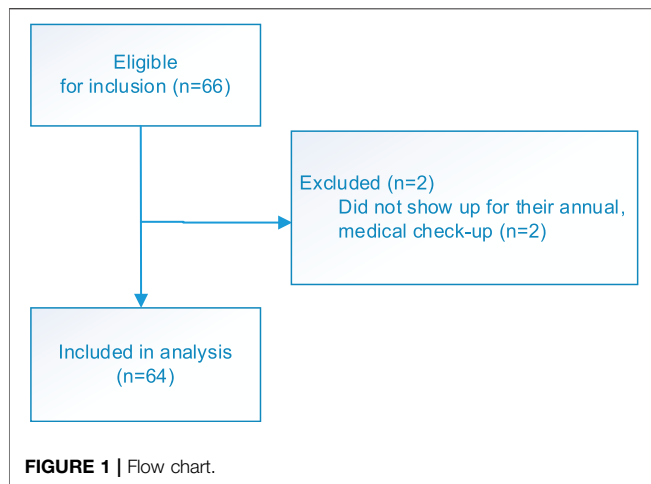 Eligible
for inclusion (n=66)
Excluded (n=2)
Did not show up for their annual,
medical check-up (n=2)
Included in analysis
(n=64)
FIGURE 1 | Flow chart.